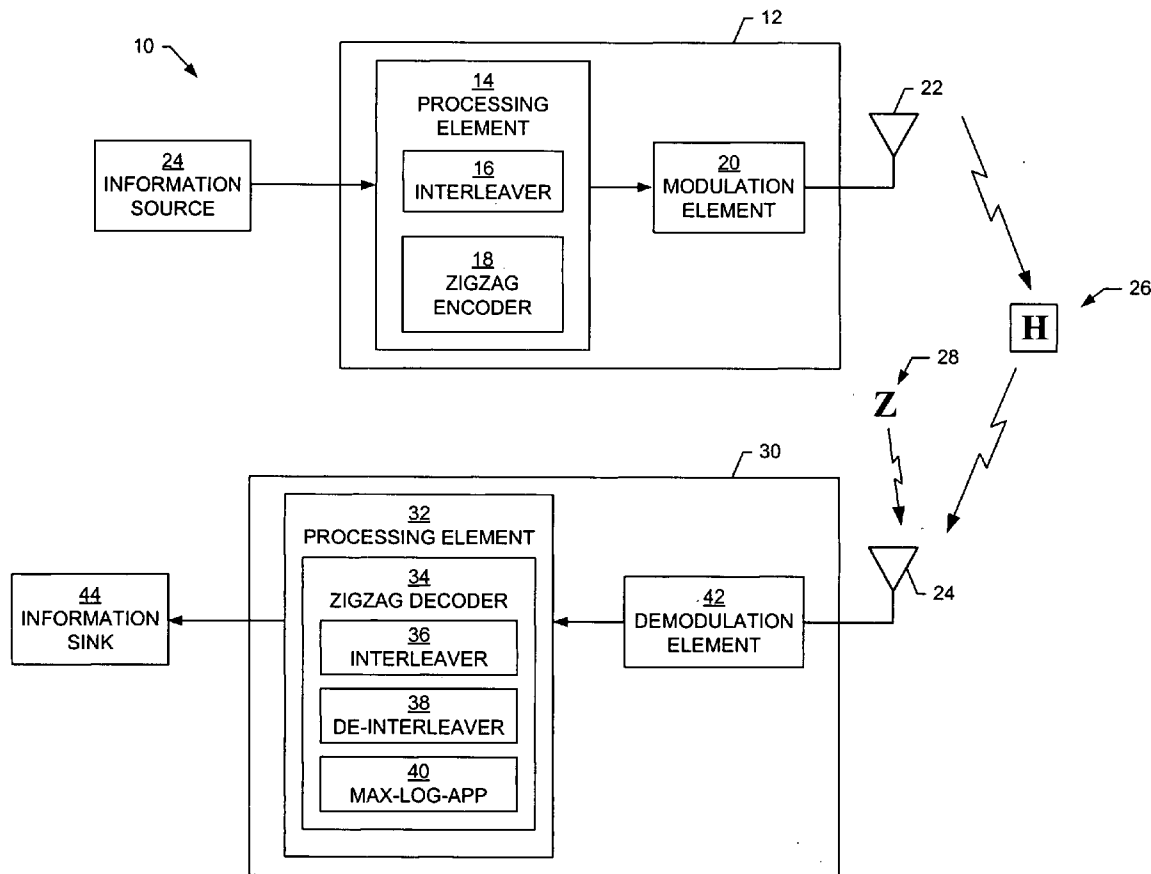 10
12
14
PROCESSING
ELEMENT
22
24
INFORMATION
SOURCE
16
INTERLEAVER
20
MODULATION
ELEMENT
18
ZIGZAG
ENCODER
26
H
28
Z
30
32
PROCESSING ELEMENT
34
ZIGZAG DECODER
44
INFORMATION
SINK
36
INTERLEAVER
42
DEMODULATION
ELEMENT
24
38
DE-INTERLEAVER
40
MAX-LOG-APP